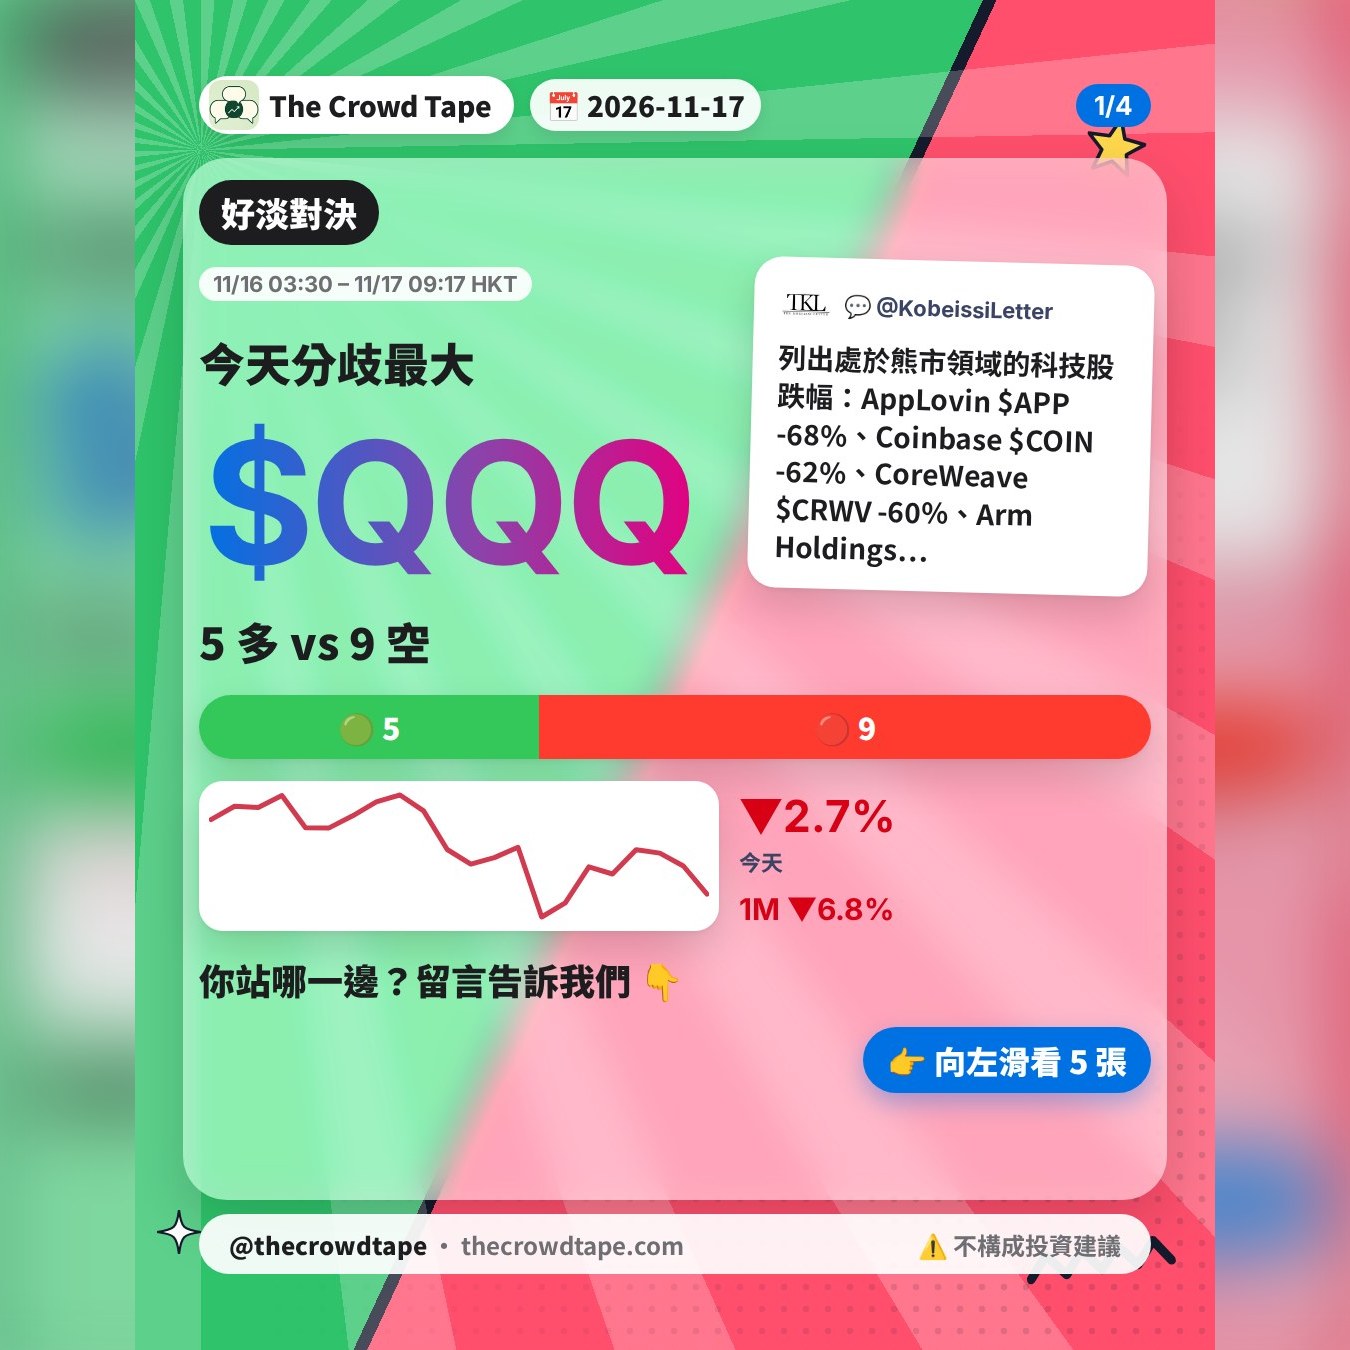 The Crowd Tape
July
17
2026-11-17
1/4
好淡對決
11/16 03:30 – 11/17 09:17 HKT
今天分歧最大
$QQQ
5 多 vs 9 空
TKL
@KobeissiLetter
列出處於熊市領域的科技股
跌幅：AppLovin $APP
-68%、Coinbase $COIN
-62%、CoreWeave
$CRWV -60%、Arm
Holdings…
5
9
▼2.7%
今天
1M ▼6.8%
你站哪一邊？留言告訴我們 👇
👉 向左滑看 5 張
@thecrowdtape • thecrowdtape.com
⚠️ 不構成投資建議